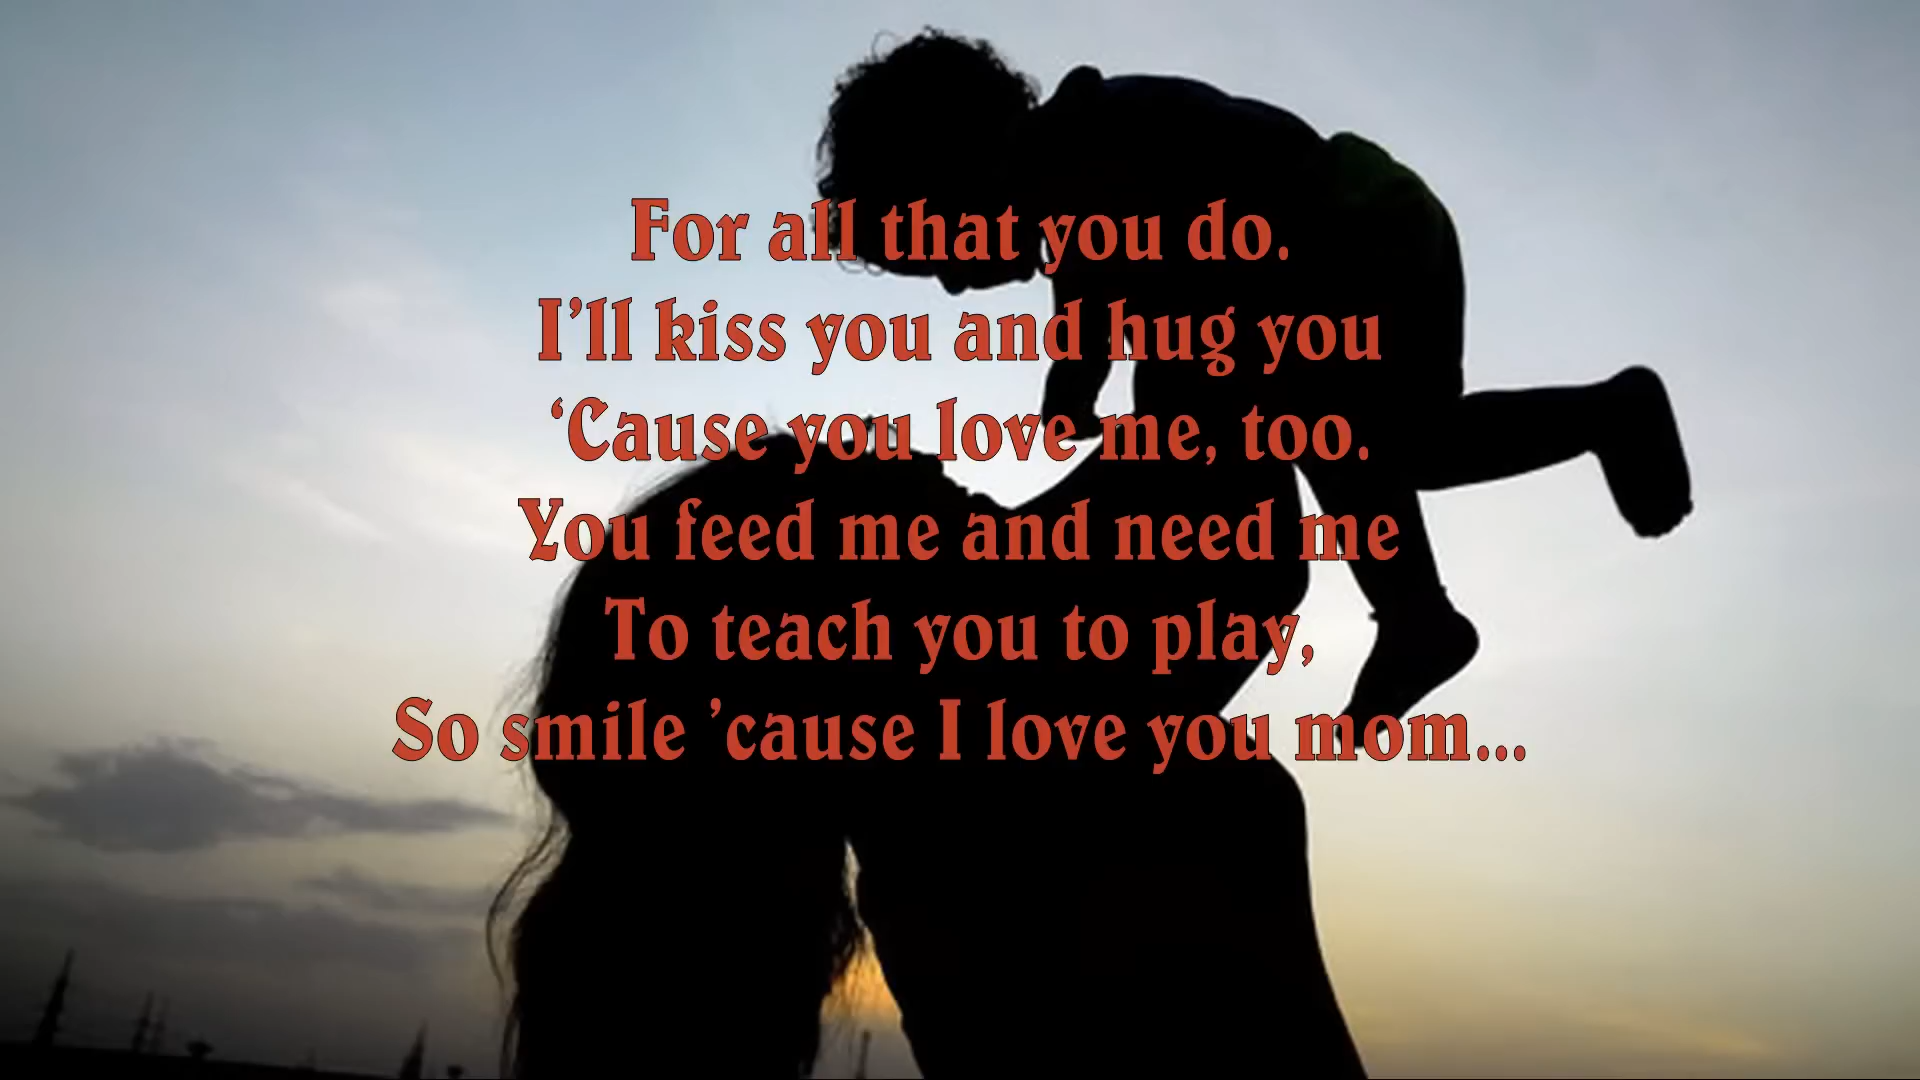 For all that you do.
I’ll kiss you and hug you
‘Cause you love me, too.
You feed me and need me
To teach you to play,
So smile ’cause I love you mom...